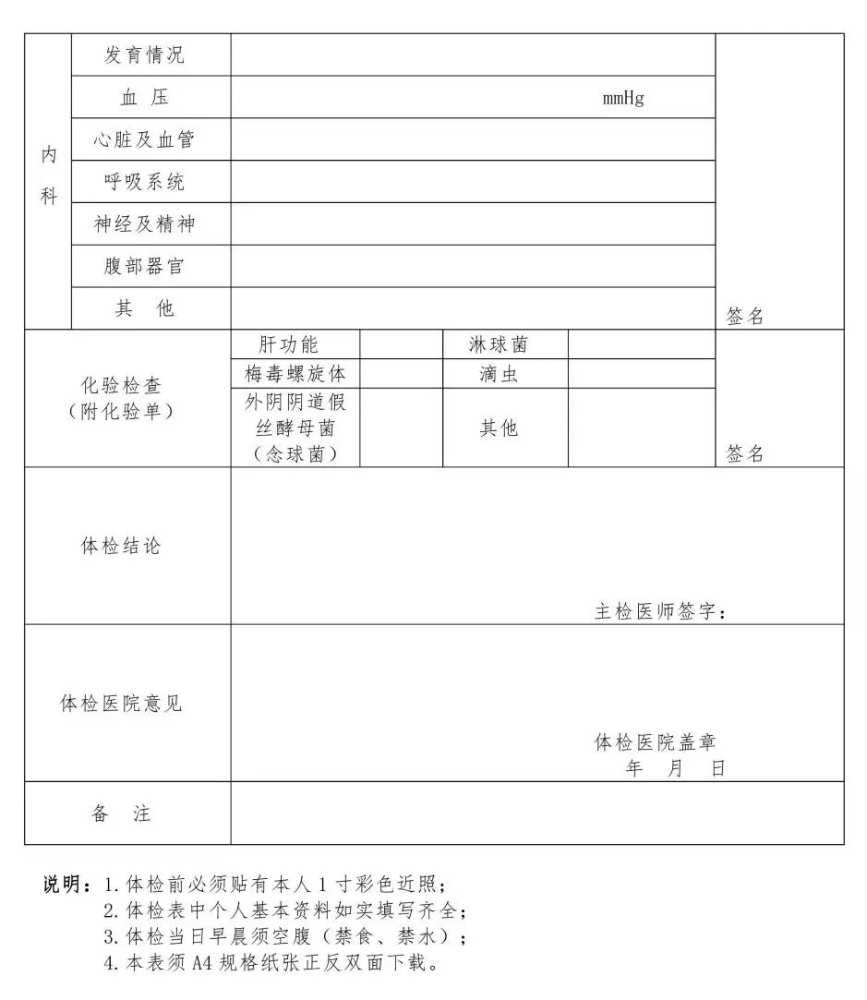 内
科
发育情况
血 压 mmHg
心脏及血管
呼吸系统
神经及精神
腹部器官
其 他
签名
化验检查
（附化验单）
肝功能 淋球菌
梅毒螺旋体 滴虫
外阴阴道假
丝酵母菌
（念球菌）
其他
签名
体检结论
主检医师签字：
体检医院意见
体检医院盖章
年 月 日
备 注
说明：1.体检前必须贴有本人1寸彩色近照；
2.体检表中个人基本资料如实填写齐全；
3.体检当日早晨须空腹（禁食、禁水）；
4.本表须A4规格纸张正反双面下载。